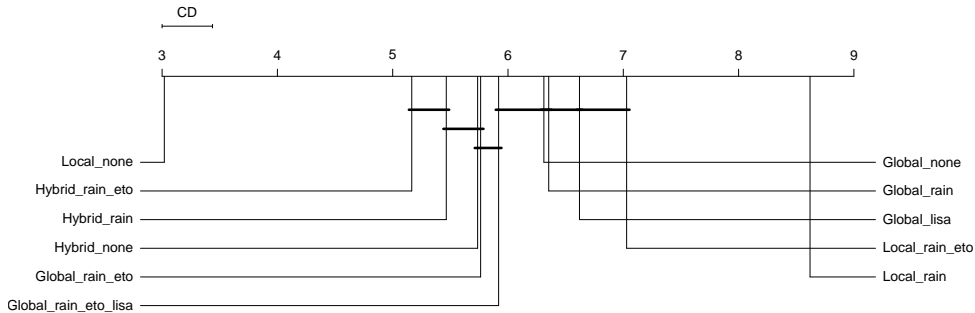 CD
3 4 5 6 7 8 9
Local_none
Hybrid_rain_eto
Hybrid_rain
Hybrid_none
Global_rain_eto
Global_rain_eto_lisa
Global_none
Global_rain
Global_lisa
Local_rain_eto
Local_rain